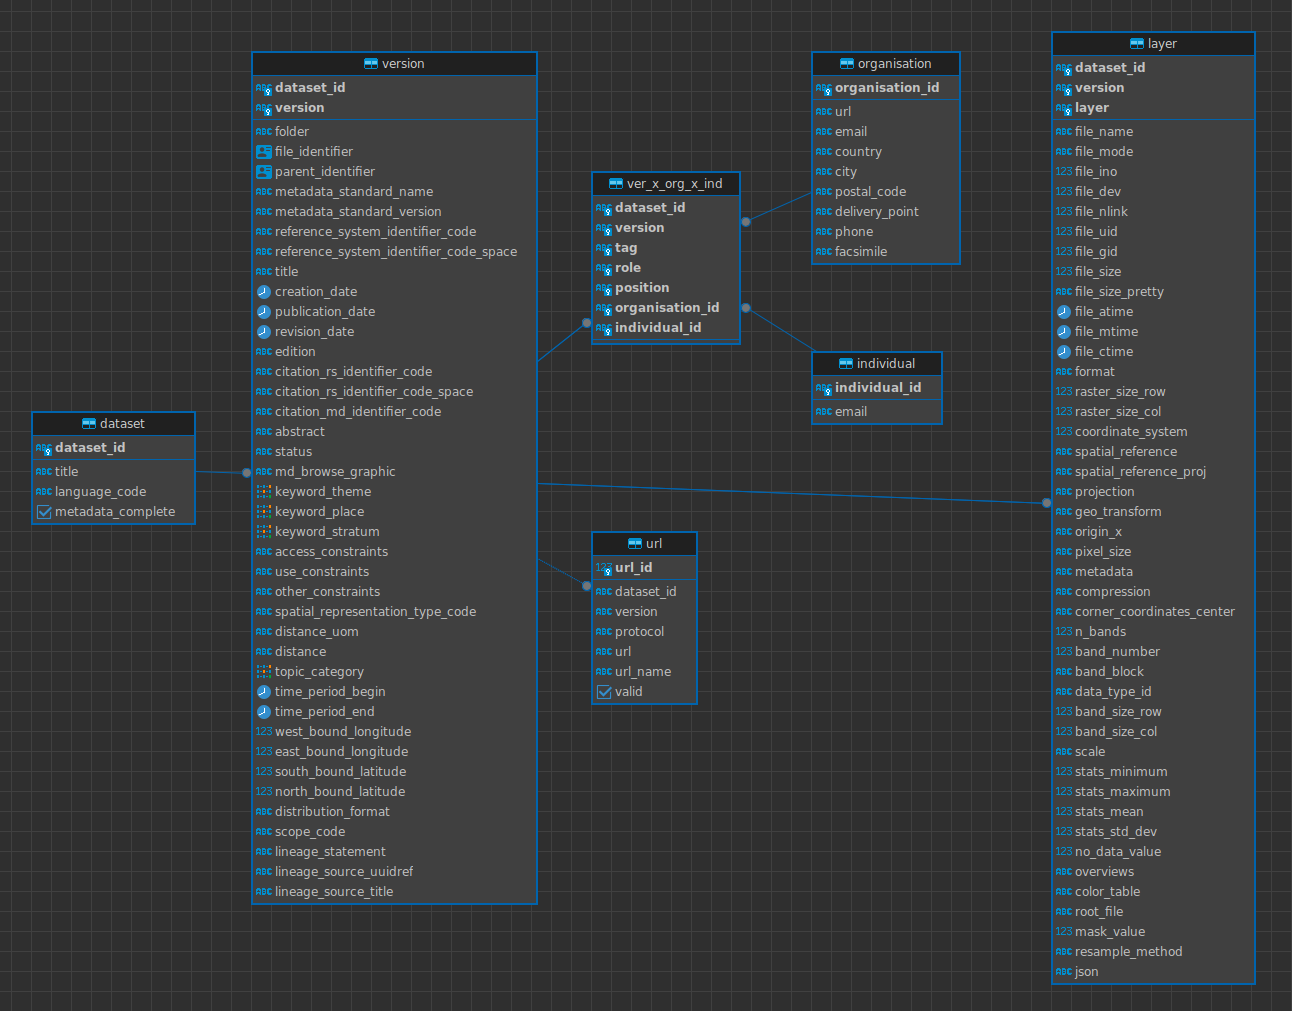 dataset
dataset_id
title
language_code
metadata_complete
version
dataset_id
version
folder
file_identifier
parent_identifier
metadata_standard_name
metadata_standard_version
reference_system_identifier_code
reference_system_identifier_code_space
title
creation_date
publication_date
revision_date
edition
citation_rs_identifier_code
citation_rs_identifier_code_space
citation_md_identifier_code
abstract
status
md_browse_graphic
keyword_theme
keyword_place
keyword_stratum
access_constraints
use_constraints
other_constraints
spatial_representation_type_code
distance_uom
distance
topic_category
time_period_begin
time_period_end
west_bound_longitude
east_bound_longitude
south_bound_latitude
north_bound_latitude
distribution_format
scope_code
lineage_statement
lineage_source_uuidref
lineage_source_title
ver_x_org_x_ind
dataset_id
version
tag
role
position
organisation_id
individual_id
url
url_id
dataset_id
version
protocol
url
url_name
valid
organisation
organisation_id
url
email
country
city
postal_code
delivery_point
phone
facsimile
individual
individual_id
email
layer
dataset_id
version
layer
file_name
file_mode
file_ino
file_dev
file_nlink
file_uid
file_gid
file_size
file_size_pretty
file_atime
file_mtime
file_ctime
format
raster_size_row
raster_size_col
coordinate_system
spatial_reference
spatial_reference_proj
projection
geo_transform
origin_x
pixel_size
metadata
compression
corner_coordinates_center
n_bands
band_number
band_block
data_type_id
band_size_row
band_size_col
scale
stats_minimum
stats_maximum
stats_mean
stats_std_dev
no_data_value
overviews
color_table
root_file
mask_value
resample_method
json